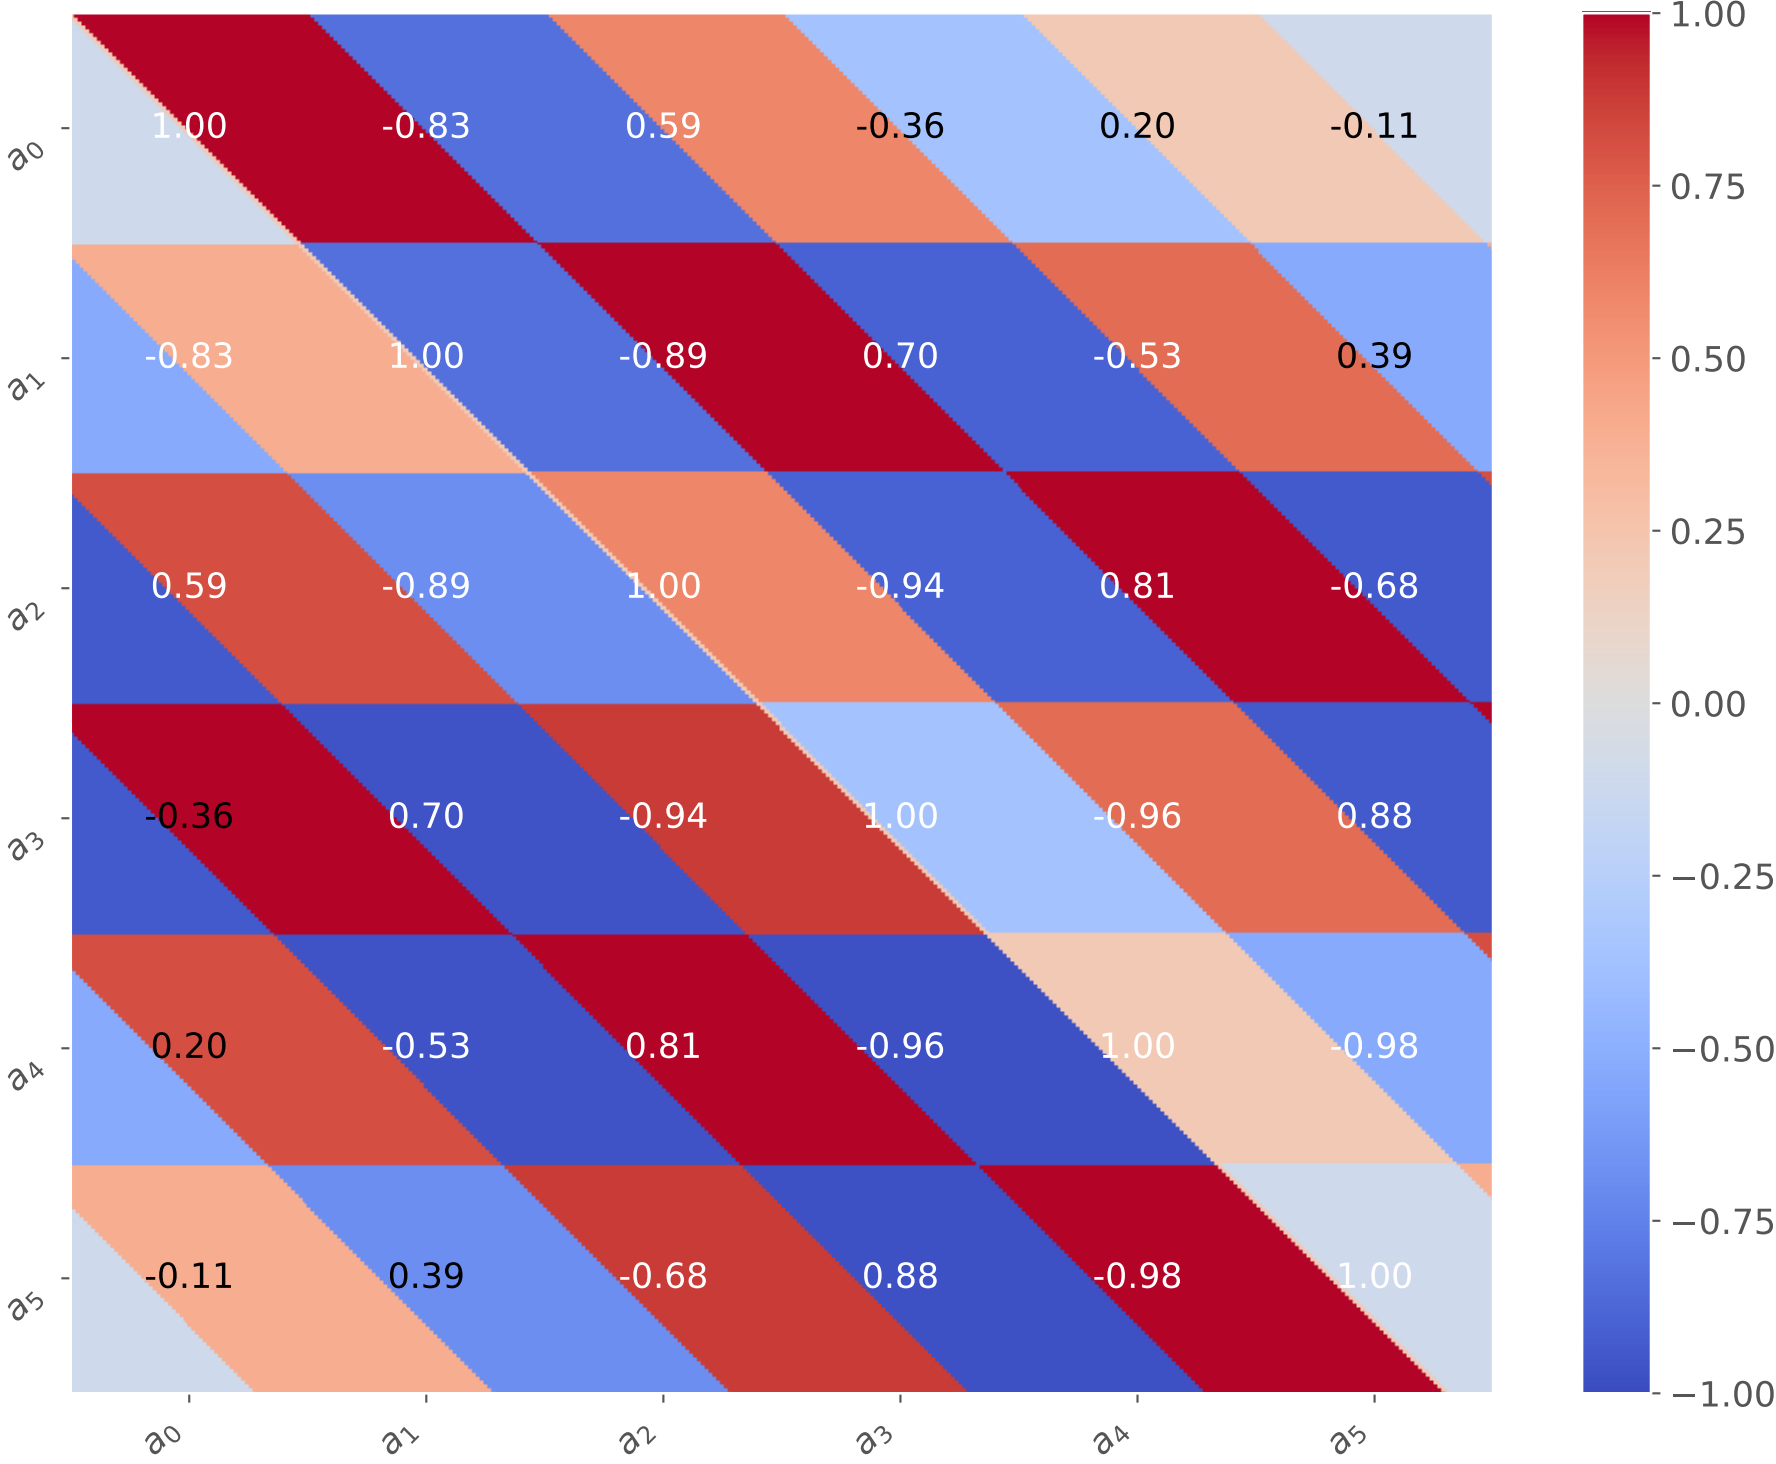 1.00
a0 1.00 -0.83 0.59 -0.36 0.20 -0.11
0.75
a1 -0.83 1.00 -0.89 0.70 -0.53 0.39 0.50
0.25
a2 0.59 -0.89 1.00 -0.94 0.81 -0.68
0.00
a3 -0.36 0.70 -0.94 1.00 -0.96 0.88
−0.25
a4 0.20 -0.53 0.81 -0.96 1.00 -0.98 −0.50
−0.75
a5 -0.11 0.39 -0.68 0.88 -0.98 1.00
−1.00
a0 a1 a2 a3 a4 a5